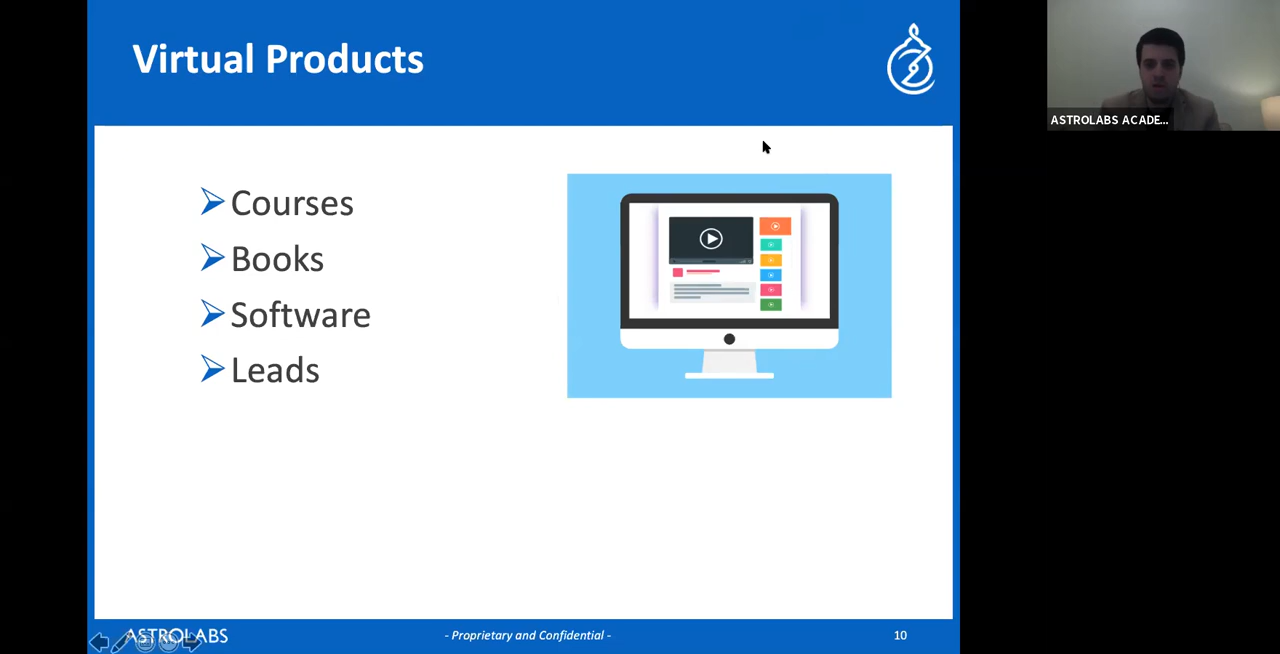 Virtual Products
ASTROLABS ACADE...
Courses
Books
Software
Leads
ASTROLABS
- Proprietary and Confidential -
10